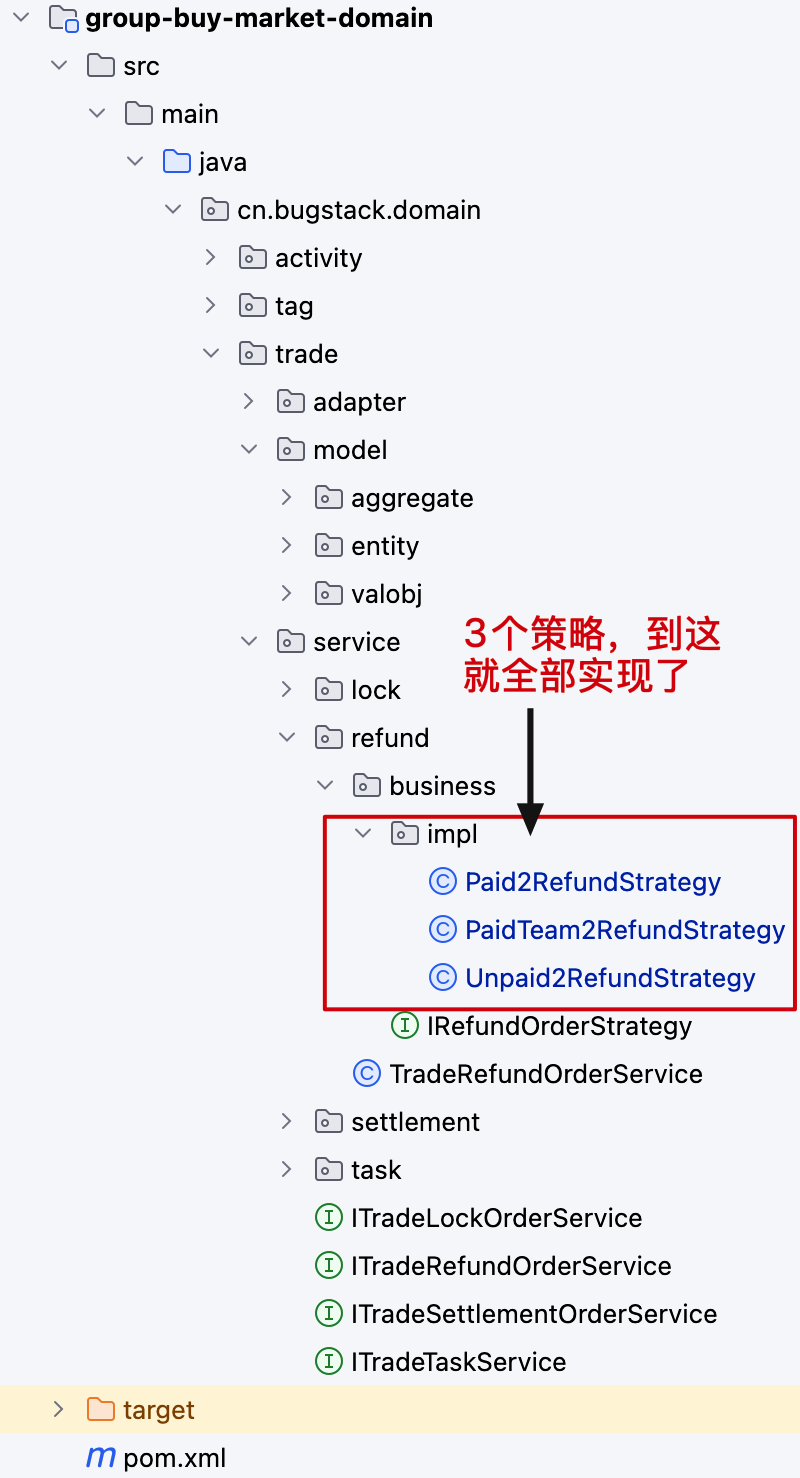 group-buy-market-domain
src
main
java
cn.bugstack.domain
activity
tag
trade
adapter
model
aggregate
entity
valobj
3个策略，到这
就全部实现了
service
lock
refund
business
impl
Paid2RefundStrategy
PaidTeam2RefundStrategy
Unpaid2RefundStrategy
IRefundOrderStrategy
TradeRefundOrderService
settlement
task
ITradeLockOrderService
ITradeRefundOrderService
ITradeSettlementOrderService
ITradeTaskService
target
pom.xml